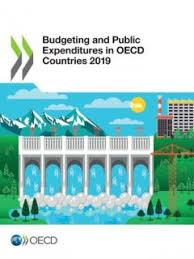 Budgeting and Public
Expenditures in OECD
Countries 2019
OECD